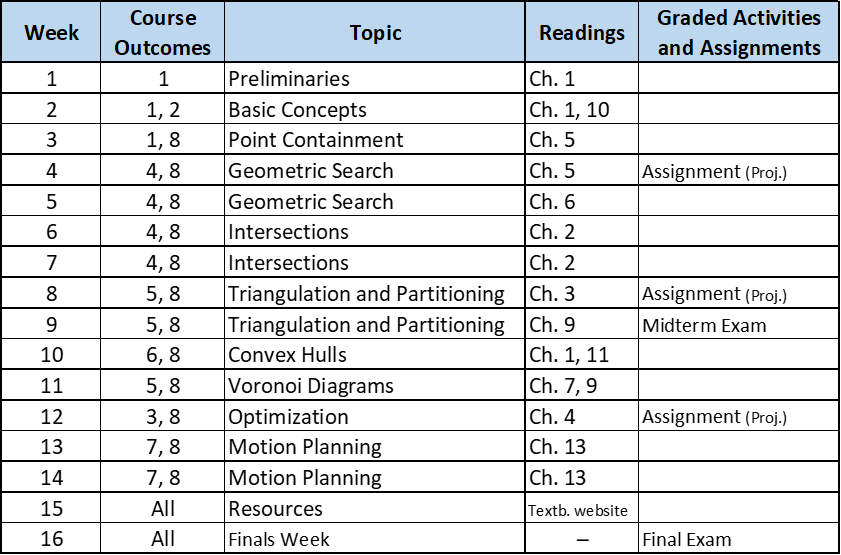 Week Course Outcomes Topic Readings Graded Activities and Assignments
1 1 Preliminaries Ch. 1
2 1, 2 Basic Concepts Ch. 1, 10
3 1, 8 Point Containment Ch. 5
4 4, 8 Geometric Search Ch. 5 Assignment (Proj.)
5 4, 8 Geometric Search Ch. 6
6 4, 8 Intersections Ch. 2
7 4, 8 Intersections Ch. 2
8 5, 8 Triangulation and Partitioning Ch. 3 Assignment (Proj.)
9 5, 8 Triangulation and Partitioning Ch. 9 Midterm Exam
10 6, 8 Convex Hulls Ch. 1, 11
11 5, 8 Voronoi Diagrams Ch. 7, 9
12 3, 8 Optimization Ch. 4 Assignment (Proj.)
13 7, 8 Motion Planning Ch. 13
14 7, 8 Motion Planning Ch. 13
15 All Resources Textb. website
16 All Finals Week – Final Exam